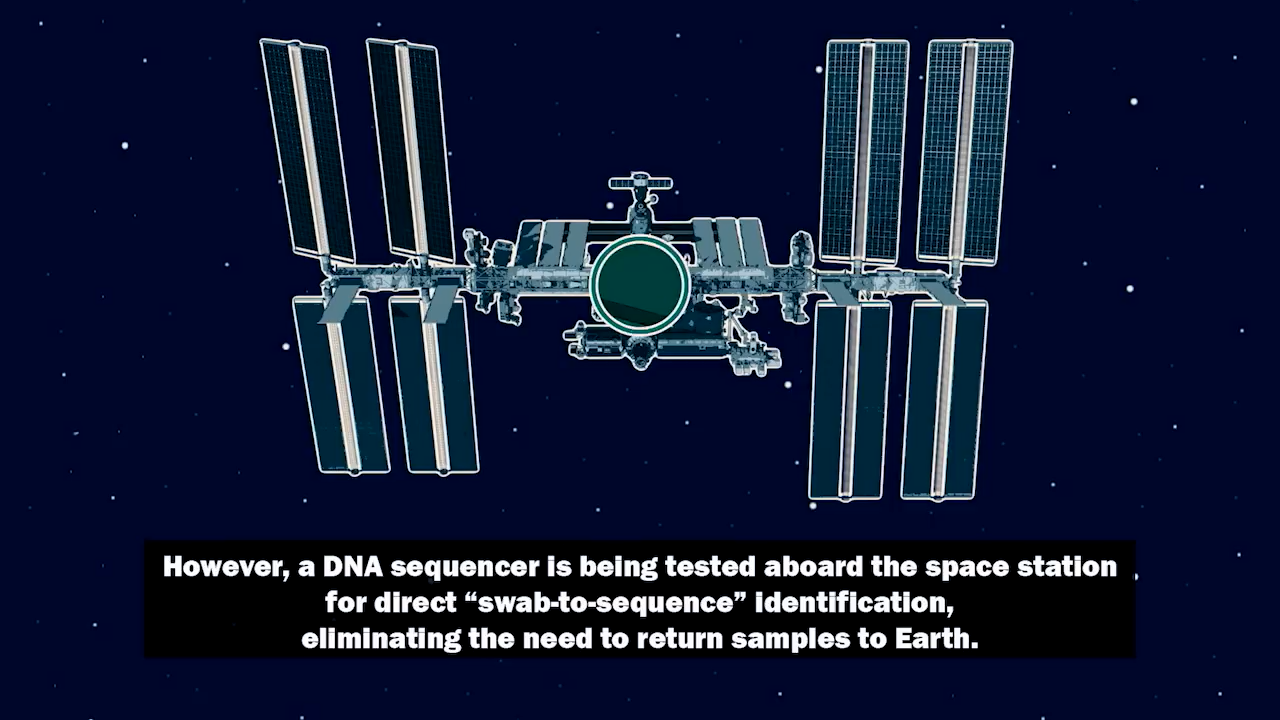 However, a DNA sequencer is being tested aboard the space station
for direct “swab-to-sequence” identification,
eliminating the need to return samples to Earth.